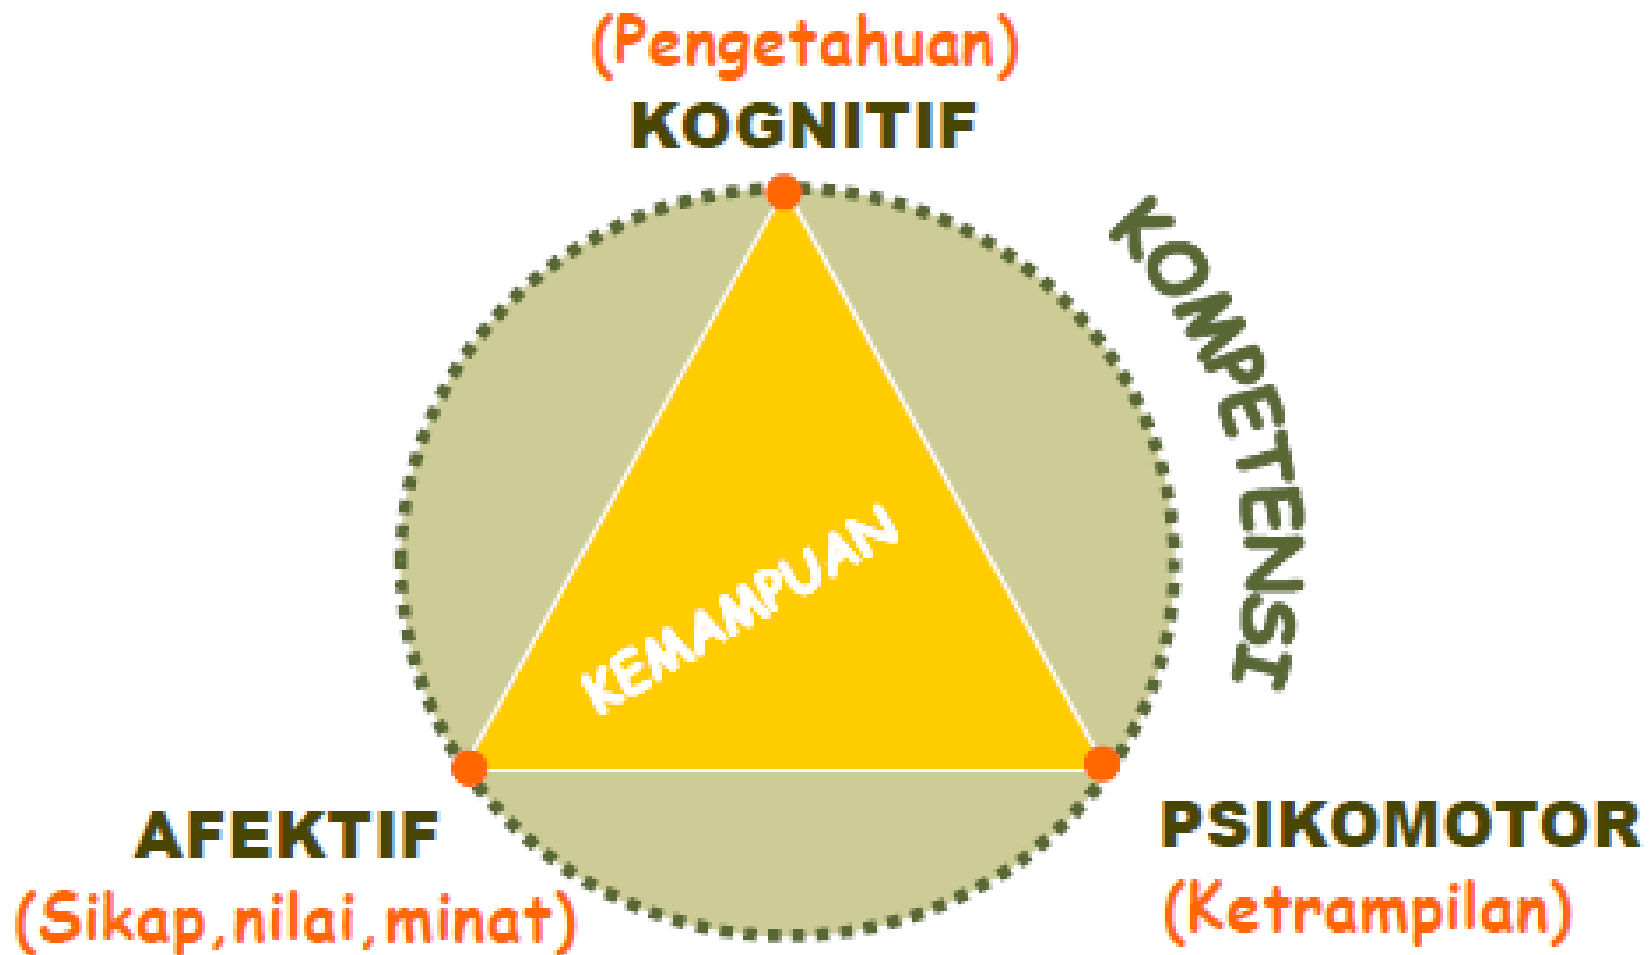 (Pengetahuan)
KOGNITIF
KOMPETENSI
KEMAMPUAN
AFEKTIF
(Sikap,nilai,minat)
PSIKOMOTOR
(Ketrampilan)